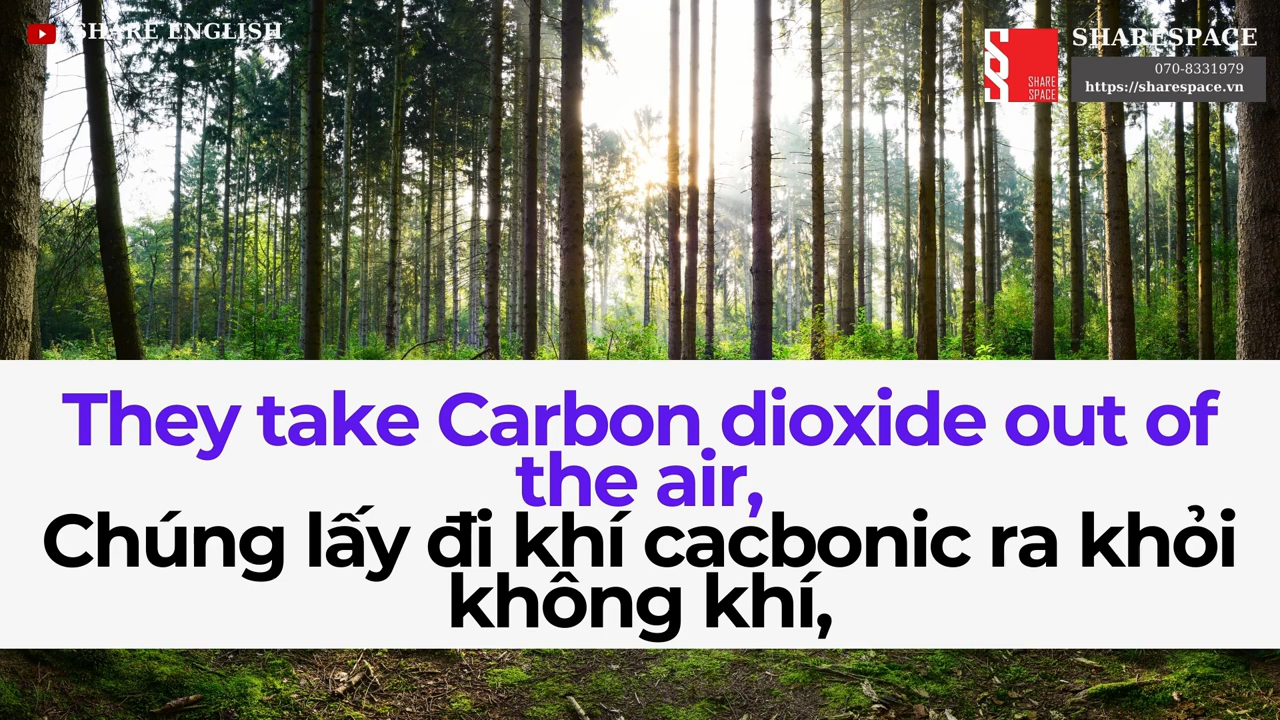 SHARE ENGLISH
SHARE
SPACE
SHARESPACE
070-8331979
https://sharespace.vn
They take Carbon dioxide out of
the air,
Chúng lấy đi khí cacbonic ra khỏi
không khí,